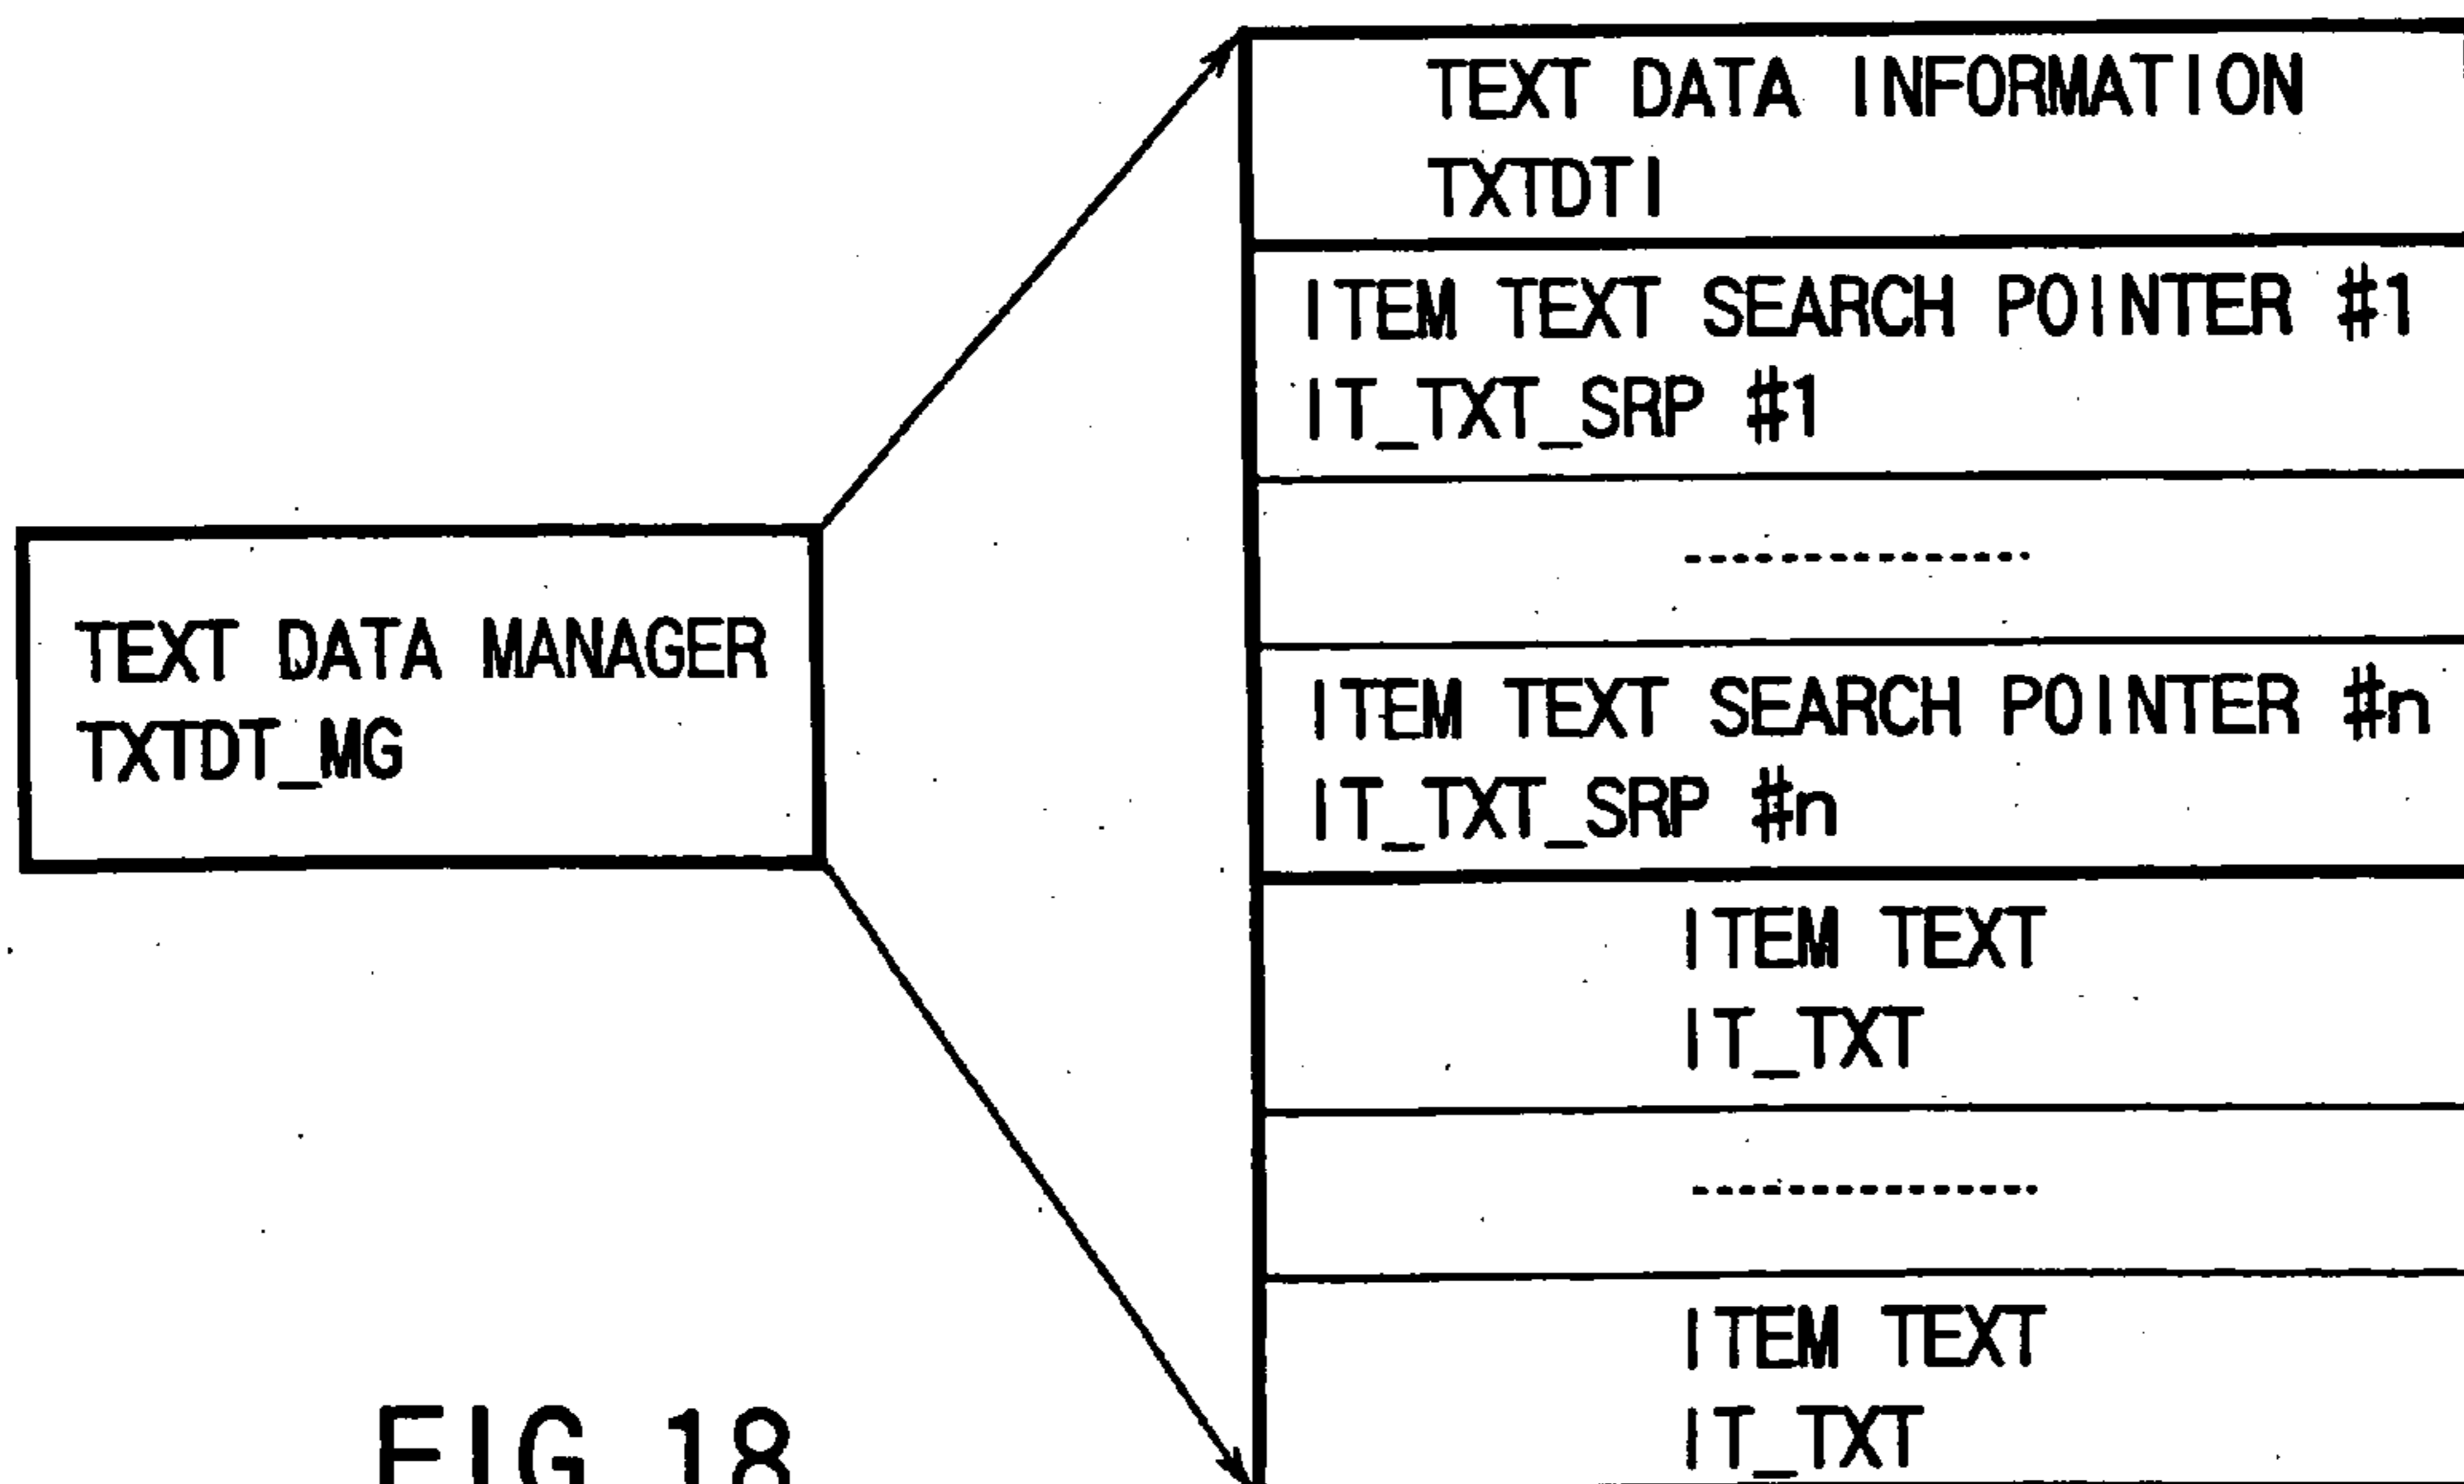 TEXT DATA INFORMATION
TXTDTI
ITEM TEXT SEARCH POINTER #1
IT_TXT_SRP #1
TEXT DATA MANAGER
TXTDT_MG
ITEM TEXT SEARCH POINTER #n
IT_TXT_SRP #n
ITEM TEXT
IT_TXT
ITEM TEXT
IT_TXT
FIG.18